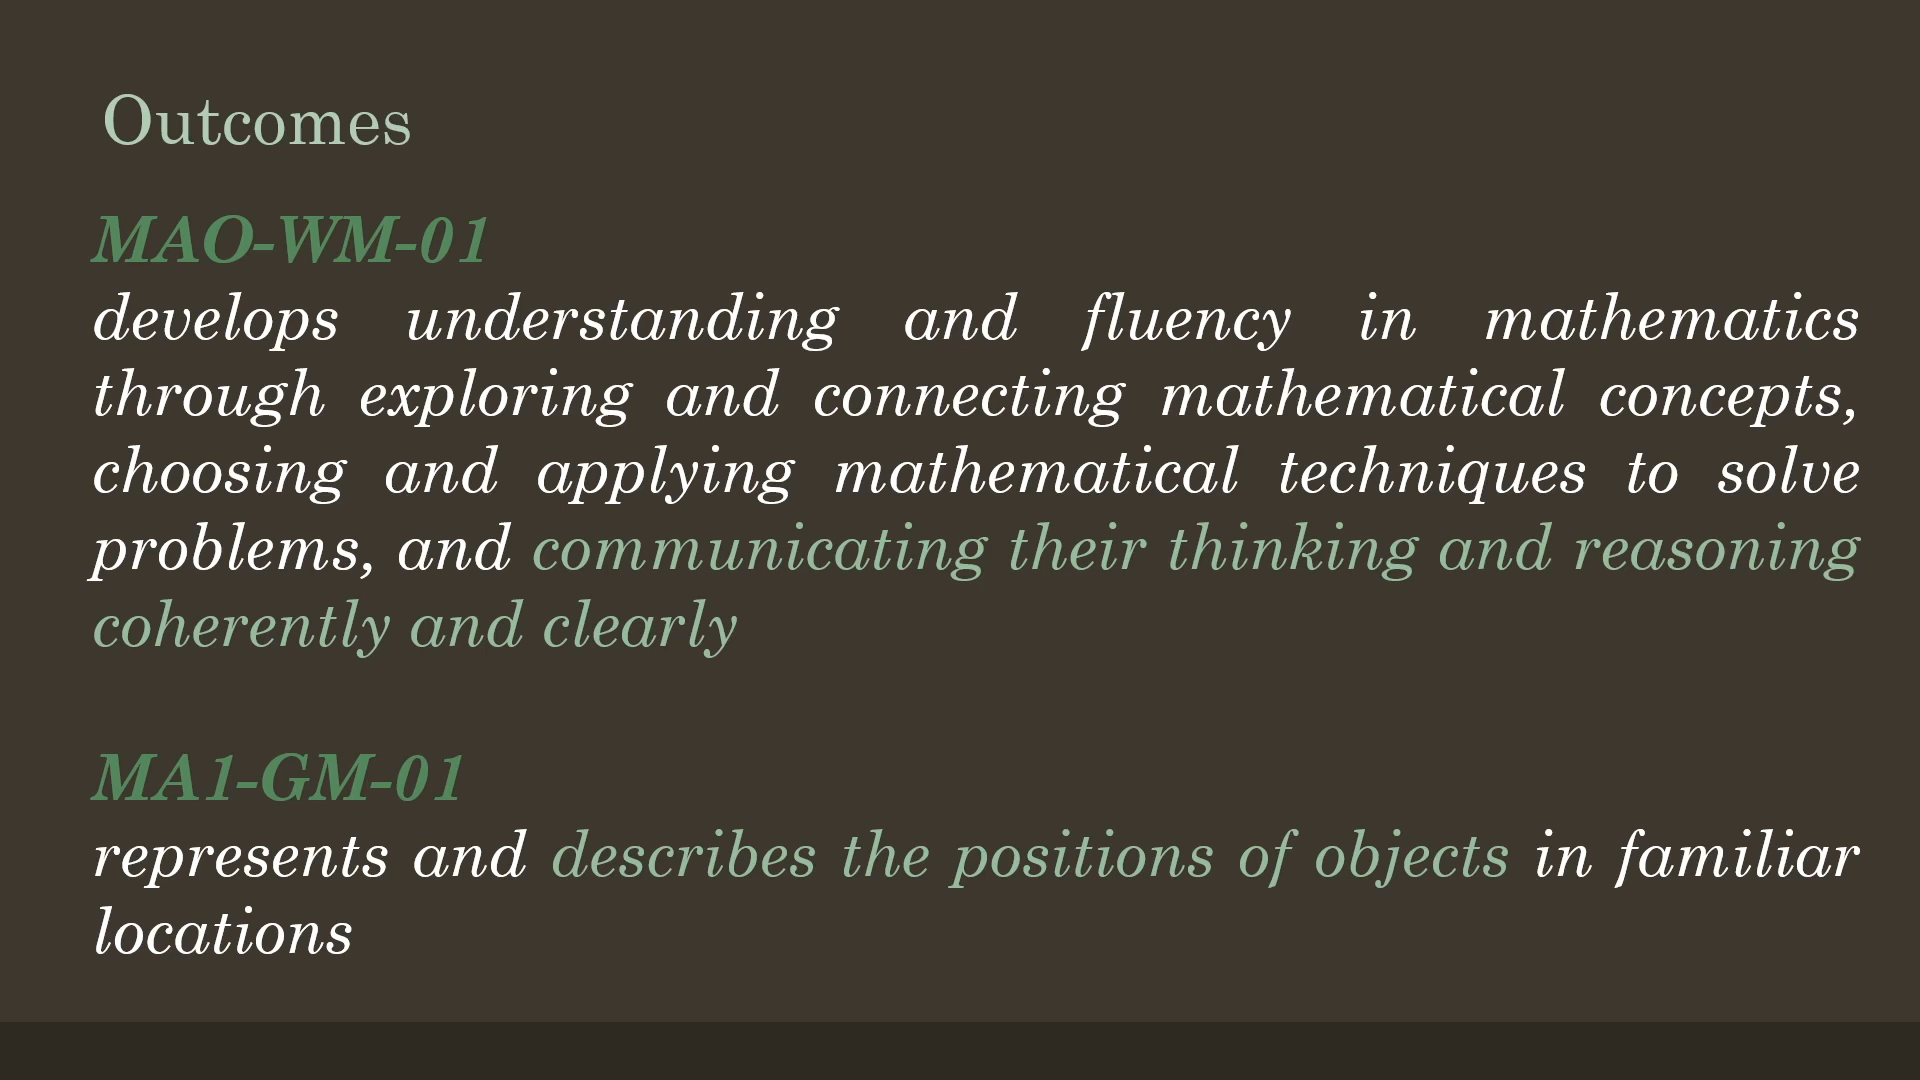 Outcomes
MAO-WM-01
develops understanding and fluency in mathematics
through exploring and connecting mathematical concepts,
choosing and applying mathematical techniques to solve
problems, and communicating their thinking and reasoning
coherently and clearly
MA1-GM-01
represents and describes the positions of objects in familiar
locations